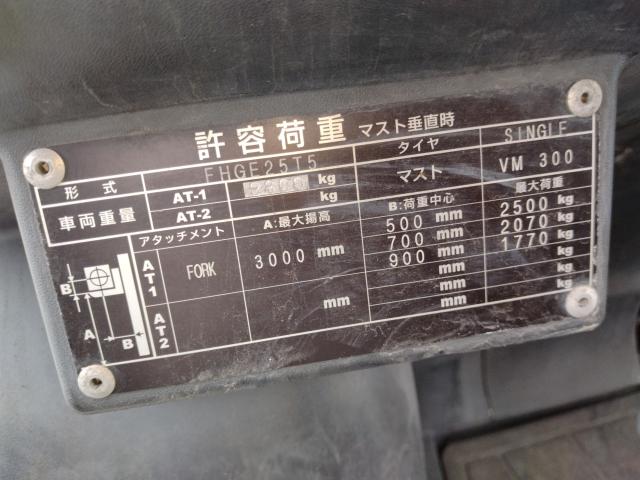 許容荷重 マスト垂直時
形式 FHGE25T5 タイヤ SINGLE
車両重量 AT-1 kg マスト VM 300
AT-2 kg
アタッチメント A:最大揚高 B:荷重中心 最大荷重
AT1 FORK 3000 mm 500 mm 2500 kg
700 mm 2070 kg
900 mm 1770 kg
mm kg
AT2 mm mm kg
mm kg
mm kg
B
A
B